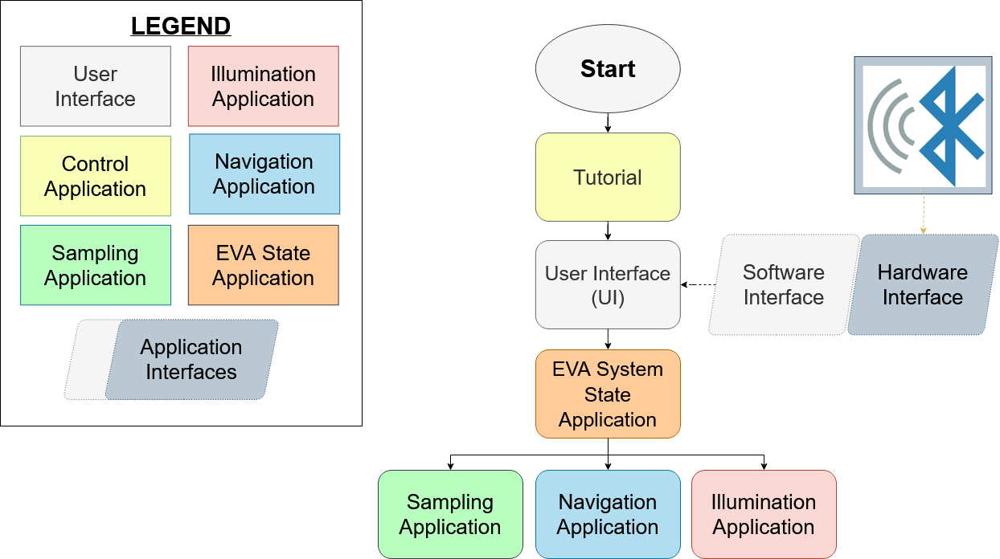 LEGEND
User
Interface
Illumination
Application
Control
Application
Navigation
Application
Sampling
Application
EVA State
Application
Application
Interfaces
Start
Tutorial
User Interface
(UI)
Software
Interface
Hardware
Interface
EVA System
State
Application
Sampling
Application
Navigation
Application
Illumination
Application